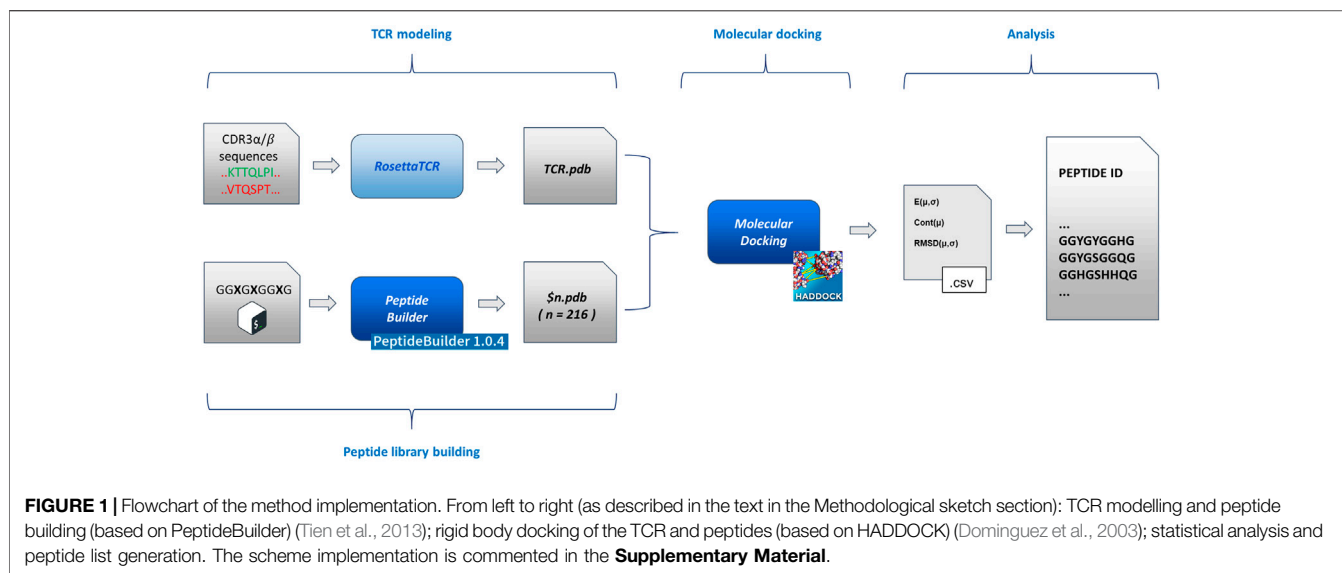 TCR modeling
Molecular docking
Analysis
CDR3α/β
sequences
..KTTQLPI..
..VTQSPT...
RosettaTCR
TCR.pdb
GGXGXGGXG
$_
Peptide
Builder
PeptideBuilder 1.0.4
$n.pdb
( n = 216 )
Molecular
Docking
HADDOCK
E(μ,σ)
Cont(μ)
RMSD(μ,σ)
.CSV
PEPTIDE ID
...
GGYGYGGHG
GGYGSGGQG
GGHGSHHQG
...
Peptide library building
FIGURE 1 | Flowchart of the method implementation. From left to right (as described in the text in the Methodological sketch section): TCR modelling and peptide
building (based on PeptideBuilder) (Tien et al., 2013); rigid body docking of the TCR and peptides (based on HADDOCK) (Dominguez et al., 2003); statistical analysis and
peptide list generation. The scheme implementation is commented in the Supplementary Material.